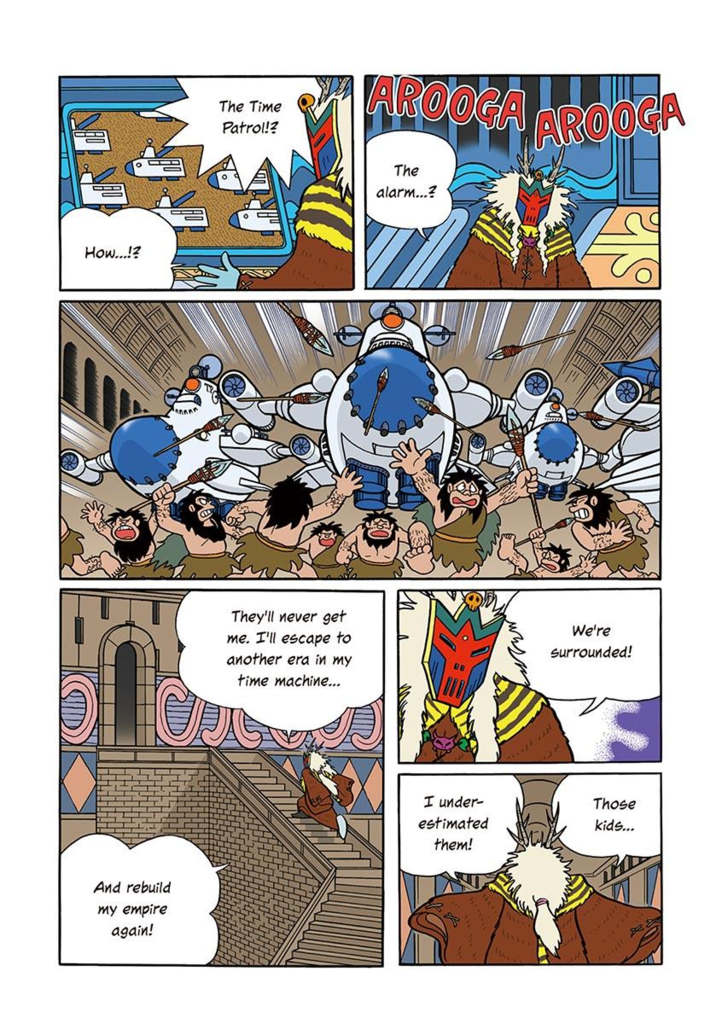 AROOGA
AROOGA
The
alarm...?
The Time
Patrol!?
How...!?
We're
surrounded!
Those
kids...
I under-
estimated
them!
They'll never get
me. I'll escape to
another era in my
time machine...
And rebuild
my empire
again!